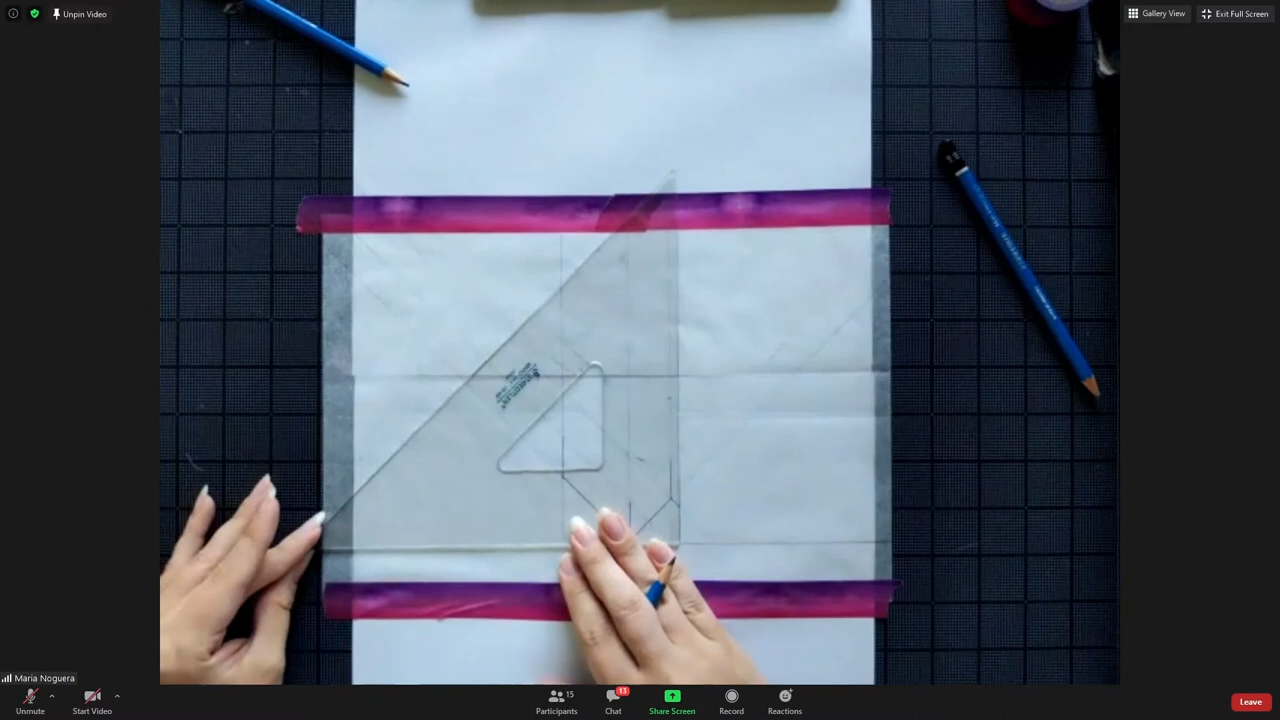 Unpin Video
Gallery View
Exit Full Screen
Maria Noguera
Unmute
Start Video
15
Participants
13
Chat
Share Screen
Record
Reactions
Leave